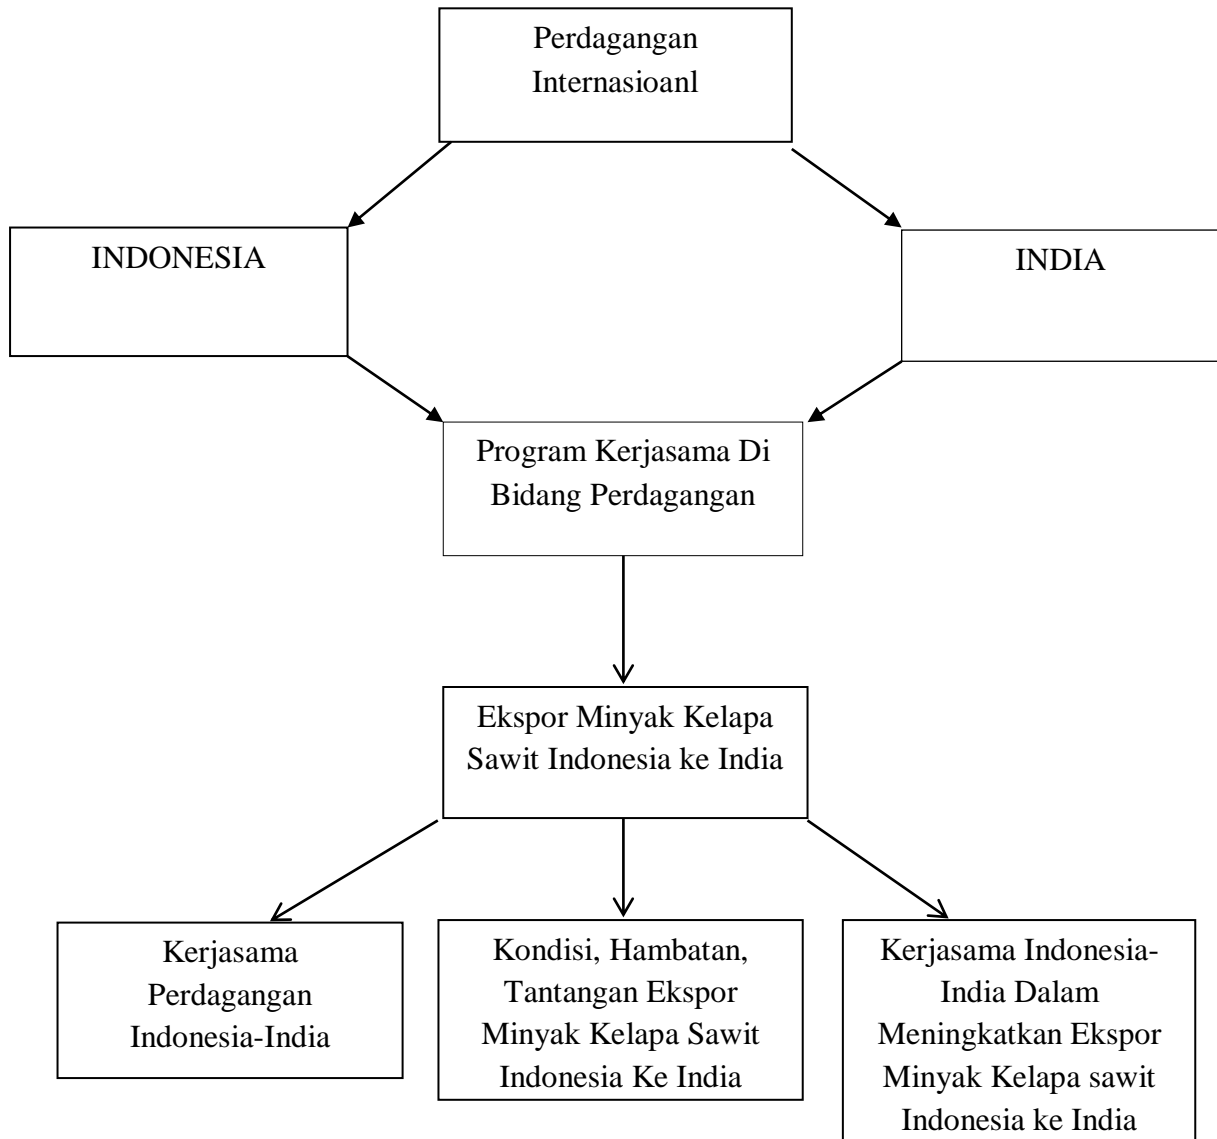 Perdagangan
Internasioanl
INDONESIA
INDIA
Program Kerjasama Di
Bidang Perdagangan
Ekspor Minyak Kelapa
Sawit Indonesia ke India
Kerjasama
Perdagangan
Indonesia-India
Kondisi, Hambatan,
Tantangan Ekspor
Minyak Kelapa Sawit
Indonesia Ke India
Kerjasama Indonesia-
India Dalam
Meningkatkan Ekspor
Minyak Kelapa sawit
Indonesia ke India